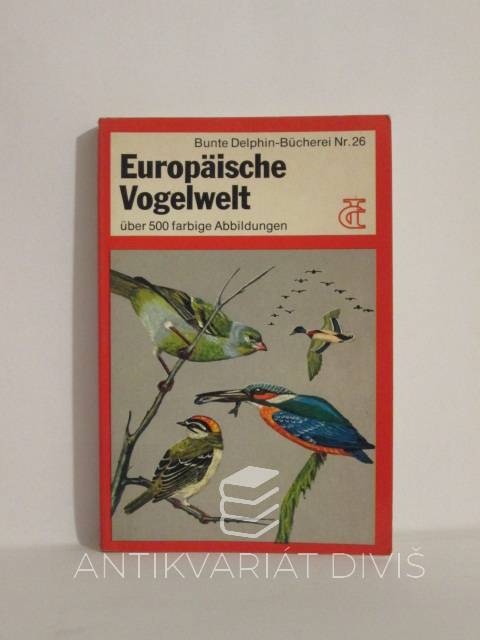 Bunte Delphin-Bücherei Nr. 26
Europäische
Vogelwelt
über 500 farbige Abbildungen
ANTIKVARIÁT DIVIŠ